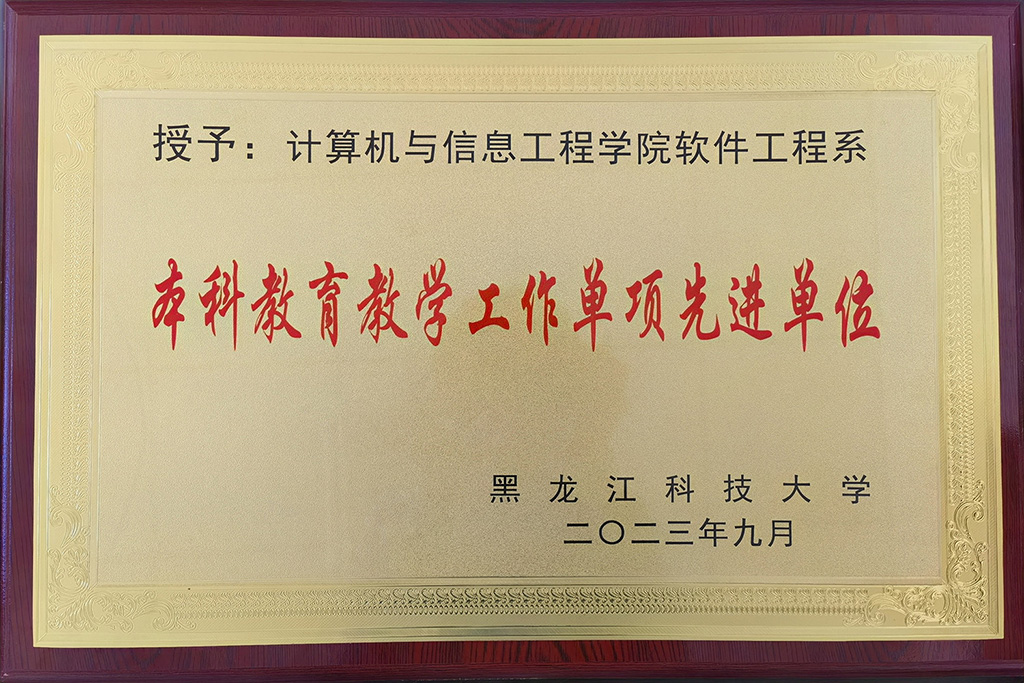 授予：计算机与信息工程学院软件工程系
本科教育教学工作单项先进单位
黑龙江科技大学
二〇二三年九月